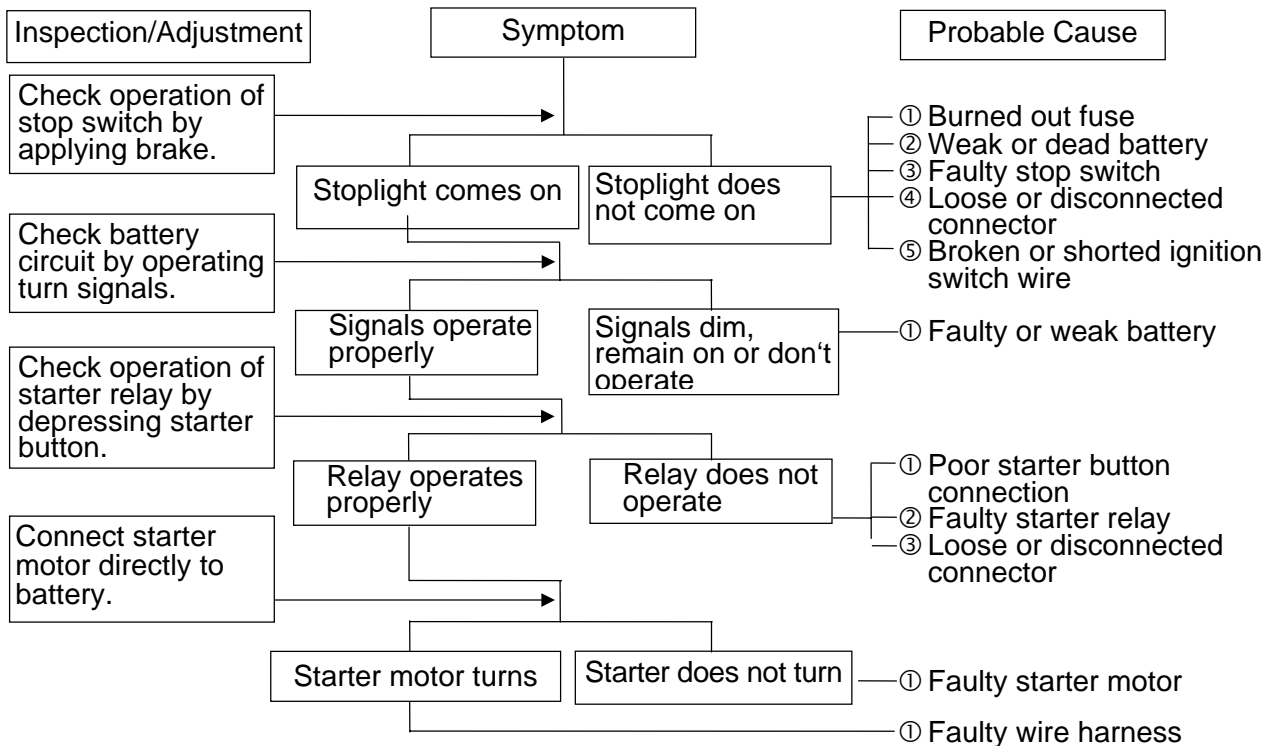 Inspection/Adjustment
Symptom
Probable Cause
Check operation of
stop switch by
applying brake.
Stoplight comes on
Stoplight does
not come on
① Burned out fuse
② Weak or dead battery
③ Faulty stop switch
④ Loose or disconnected
connector
⑤ Broken or shorted ignition
switch wire
Check battery
circuit by operating
turn signals.
Signals operate
properly
Signals dim,
remain on or don‘t
operate
① Faulty or weak battery
Check operation of
starter relay by
depressing starter
button.
Relay operates
properly
Relay does not
operate
① Poor starter button
connection
② Faulty starter relay
③ Loose or disconnected
connector
Connect starter
motor directly to
battery.
Starter motor turns
Starter does not turn
① Faulty starter motor
① Faulty wire harness